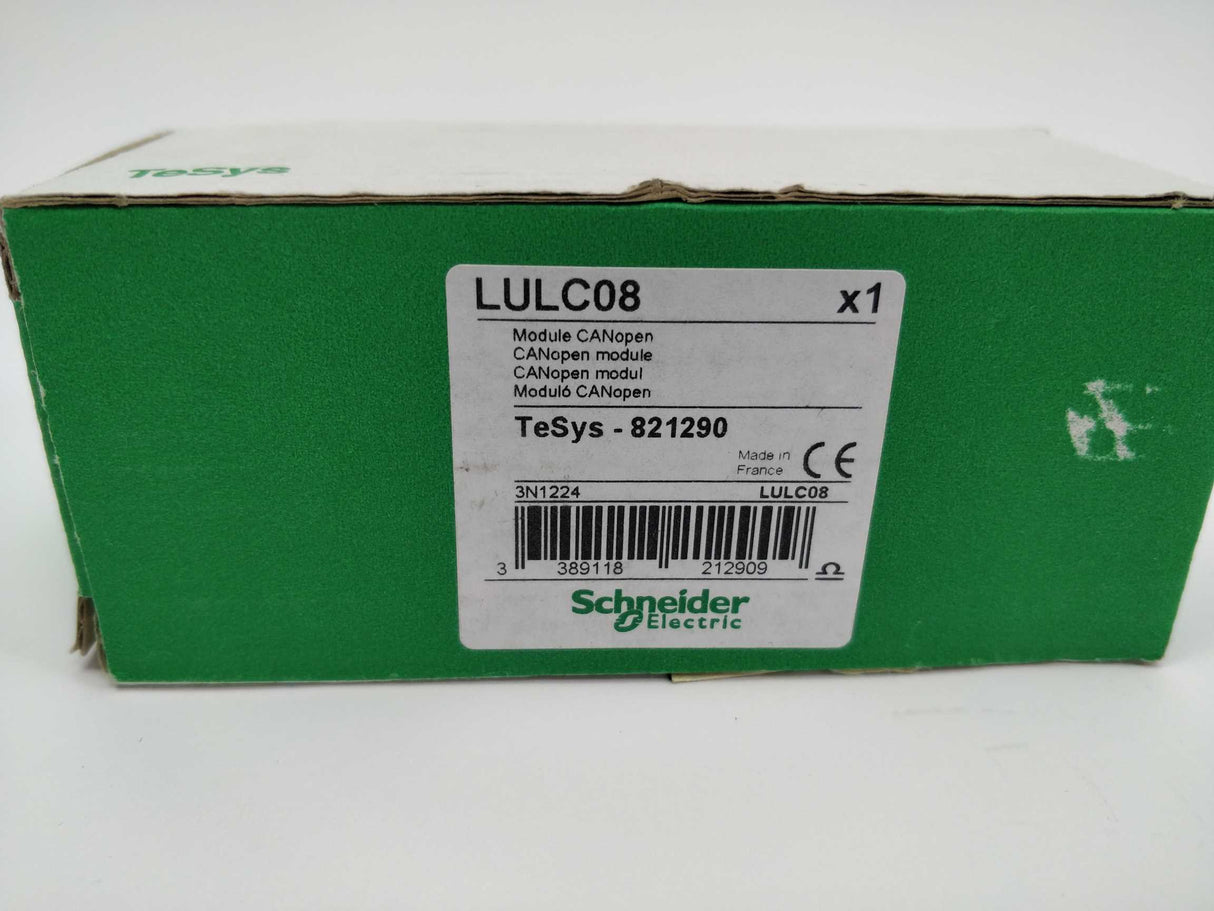 TeSys
LULC08 x1
Module CANopen
CANopen module
CANopen modul
Moduló CANopen
TeSys - 821290
Made in
France CE
3N1224 LULC08
3 389118 212909
Schneider
Electric